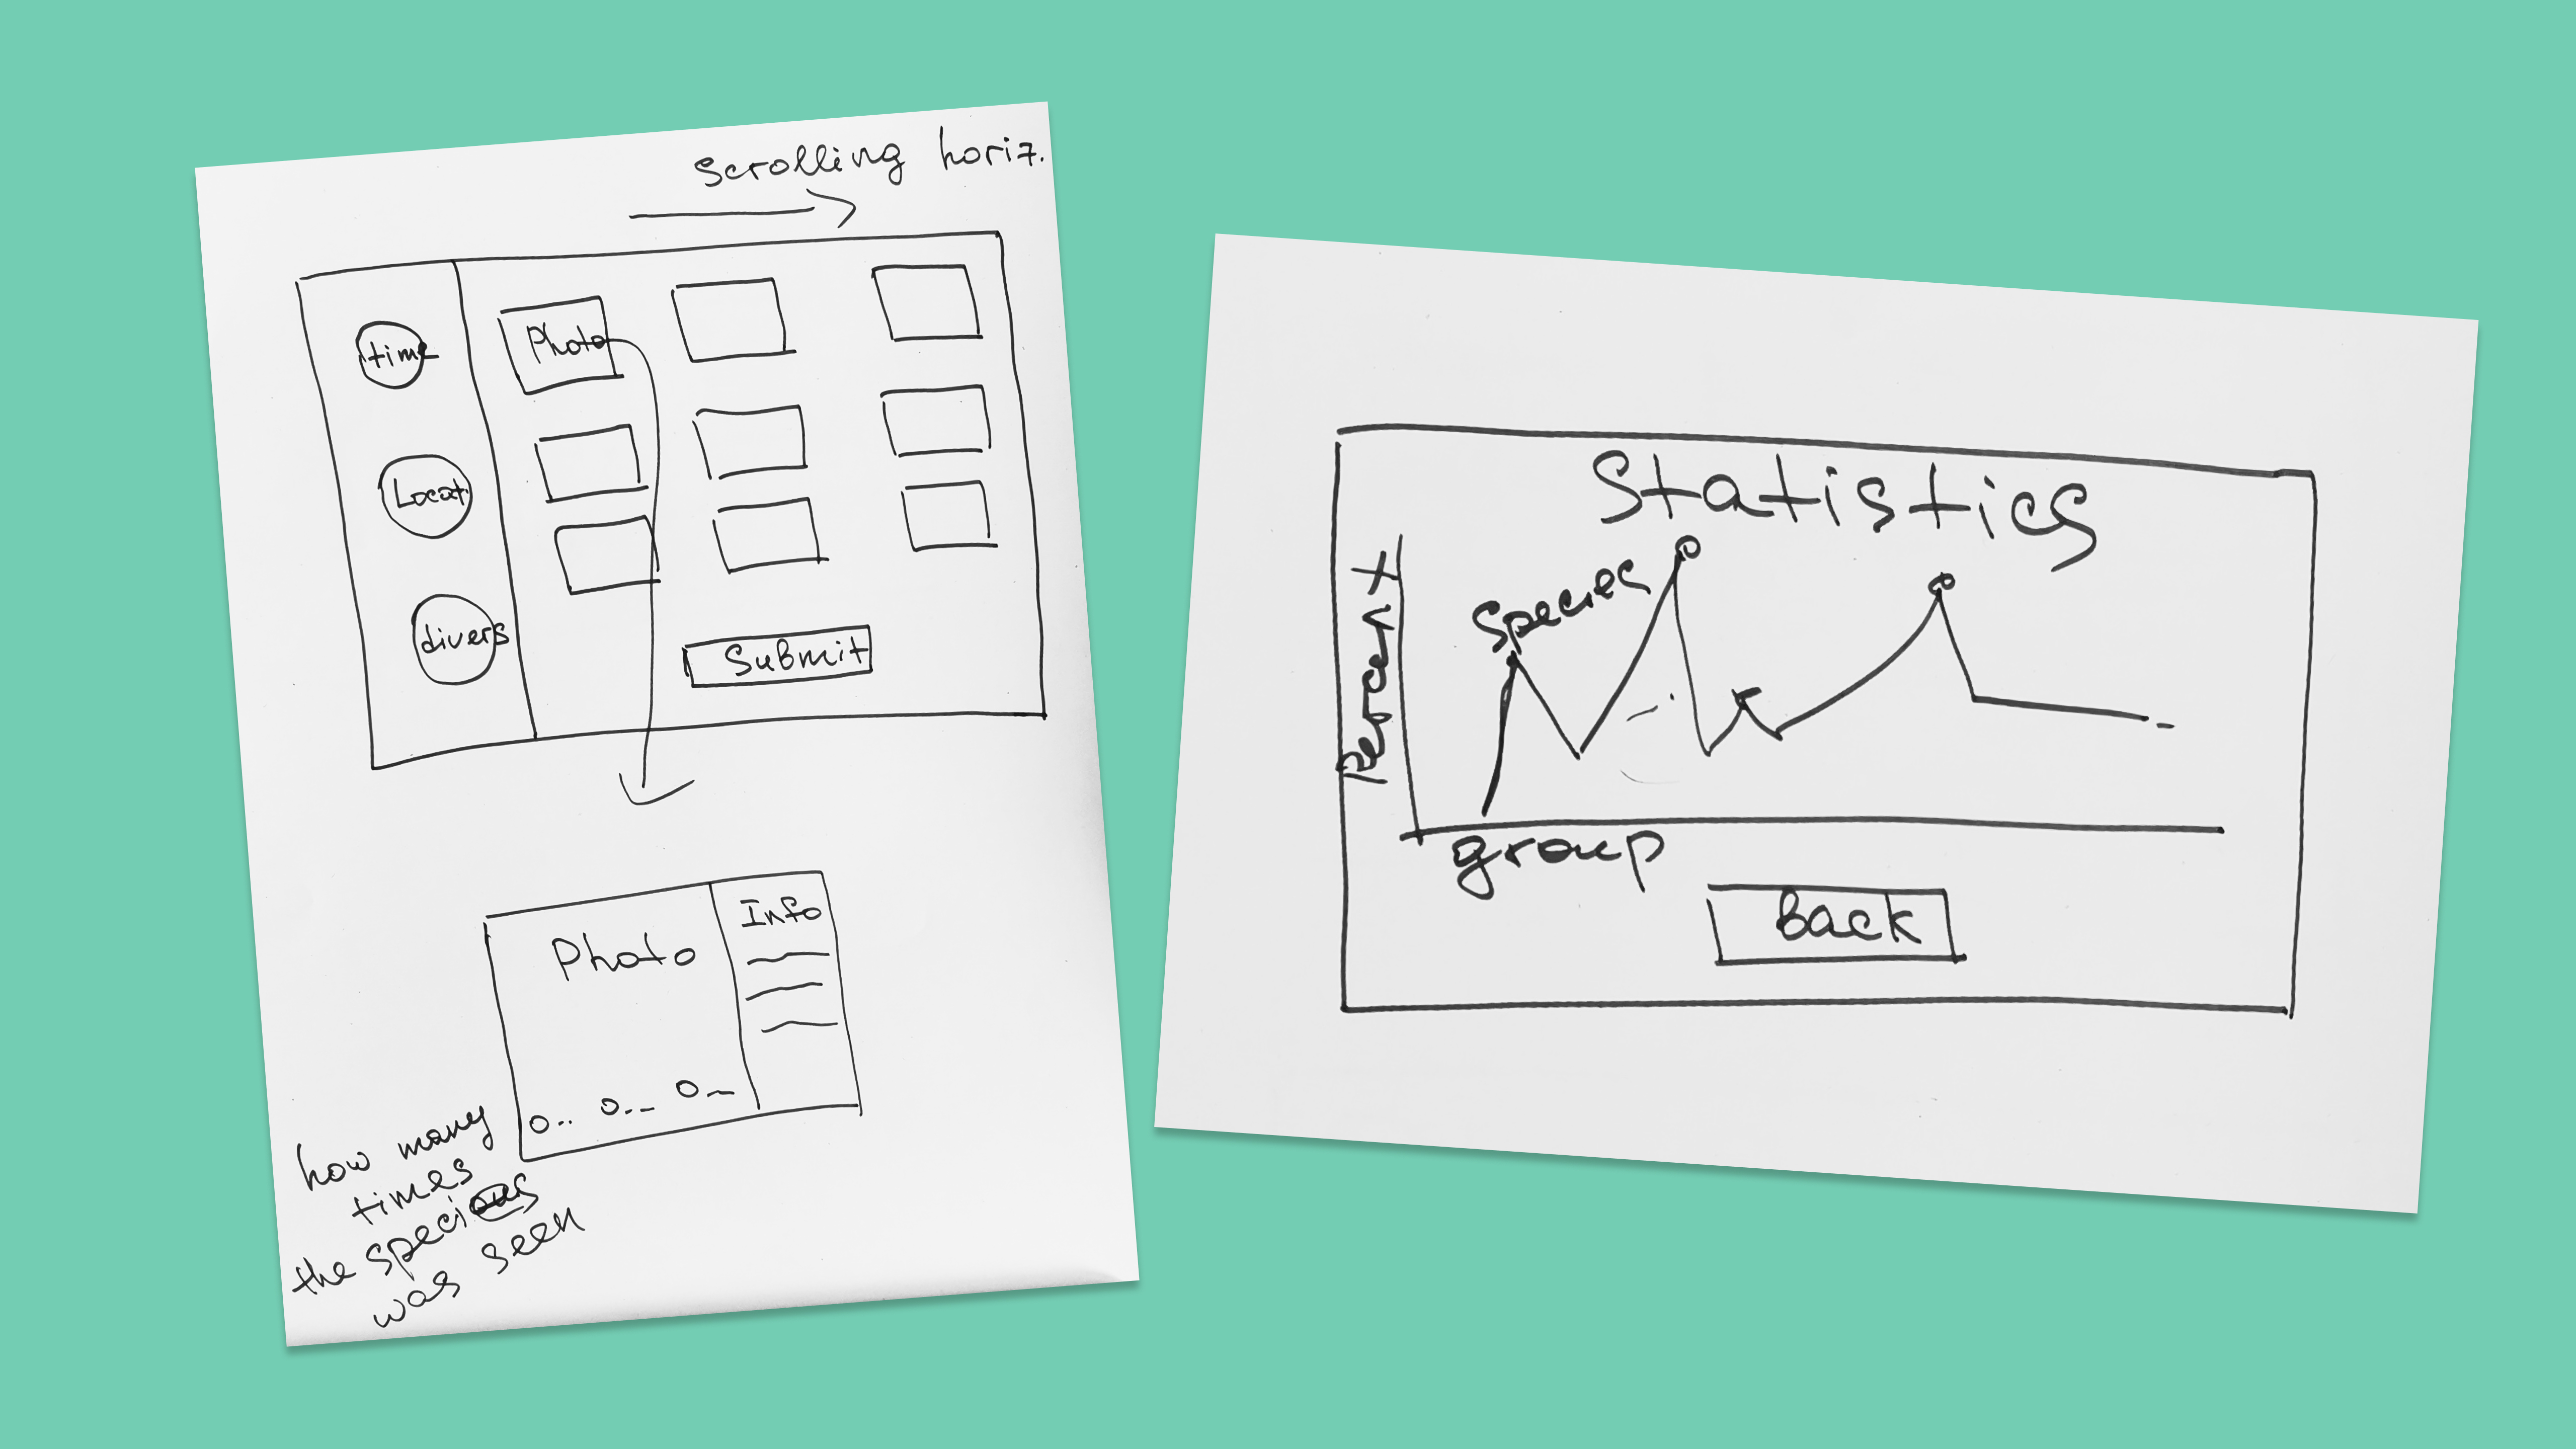 Scrolling horiz.
time
Photo
Locat
divers
Submit
Photo
Info
how many
times
the species
was seen
Statistics
Percent
Species
group
Back